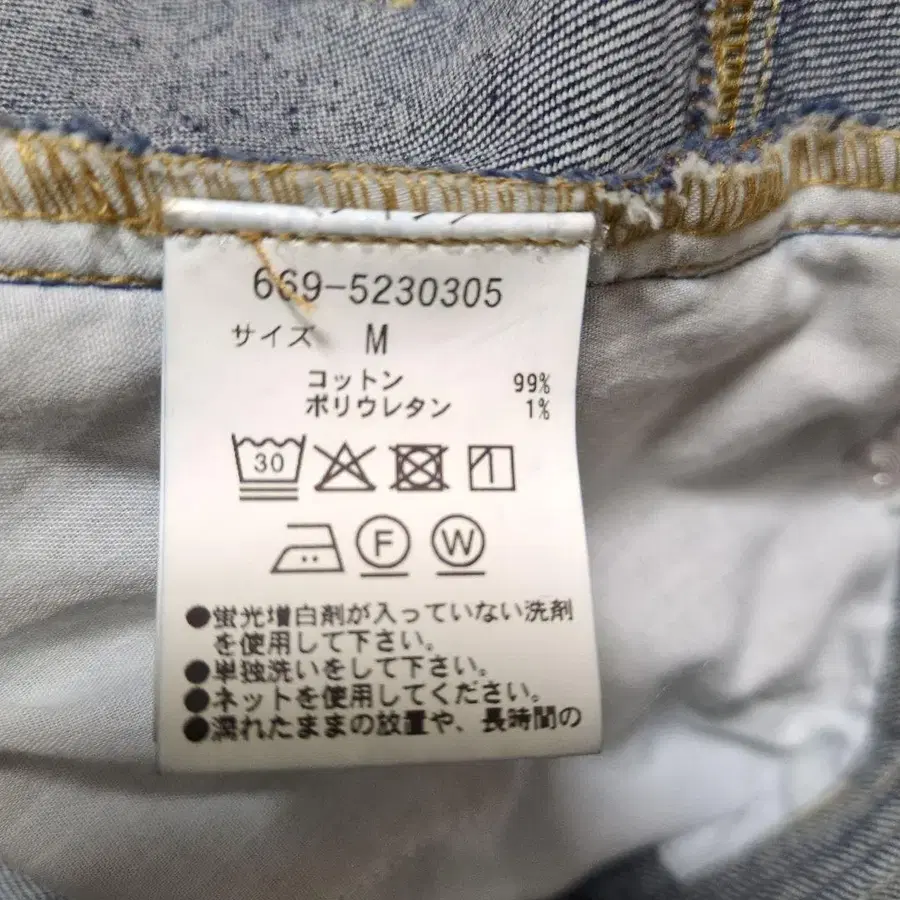 669-5230305
サイズ M
コットン 99%
ポリウレタン 1%
30
F W
●蛍光増白剤が入っていない洗剤
を使用して下さい。
●単独洗いをして下さい。
●ネットを使用してください。
●濡れたままの放置や、長時間の